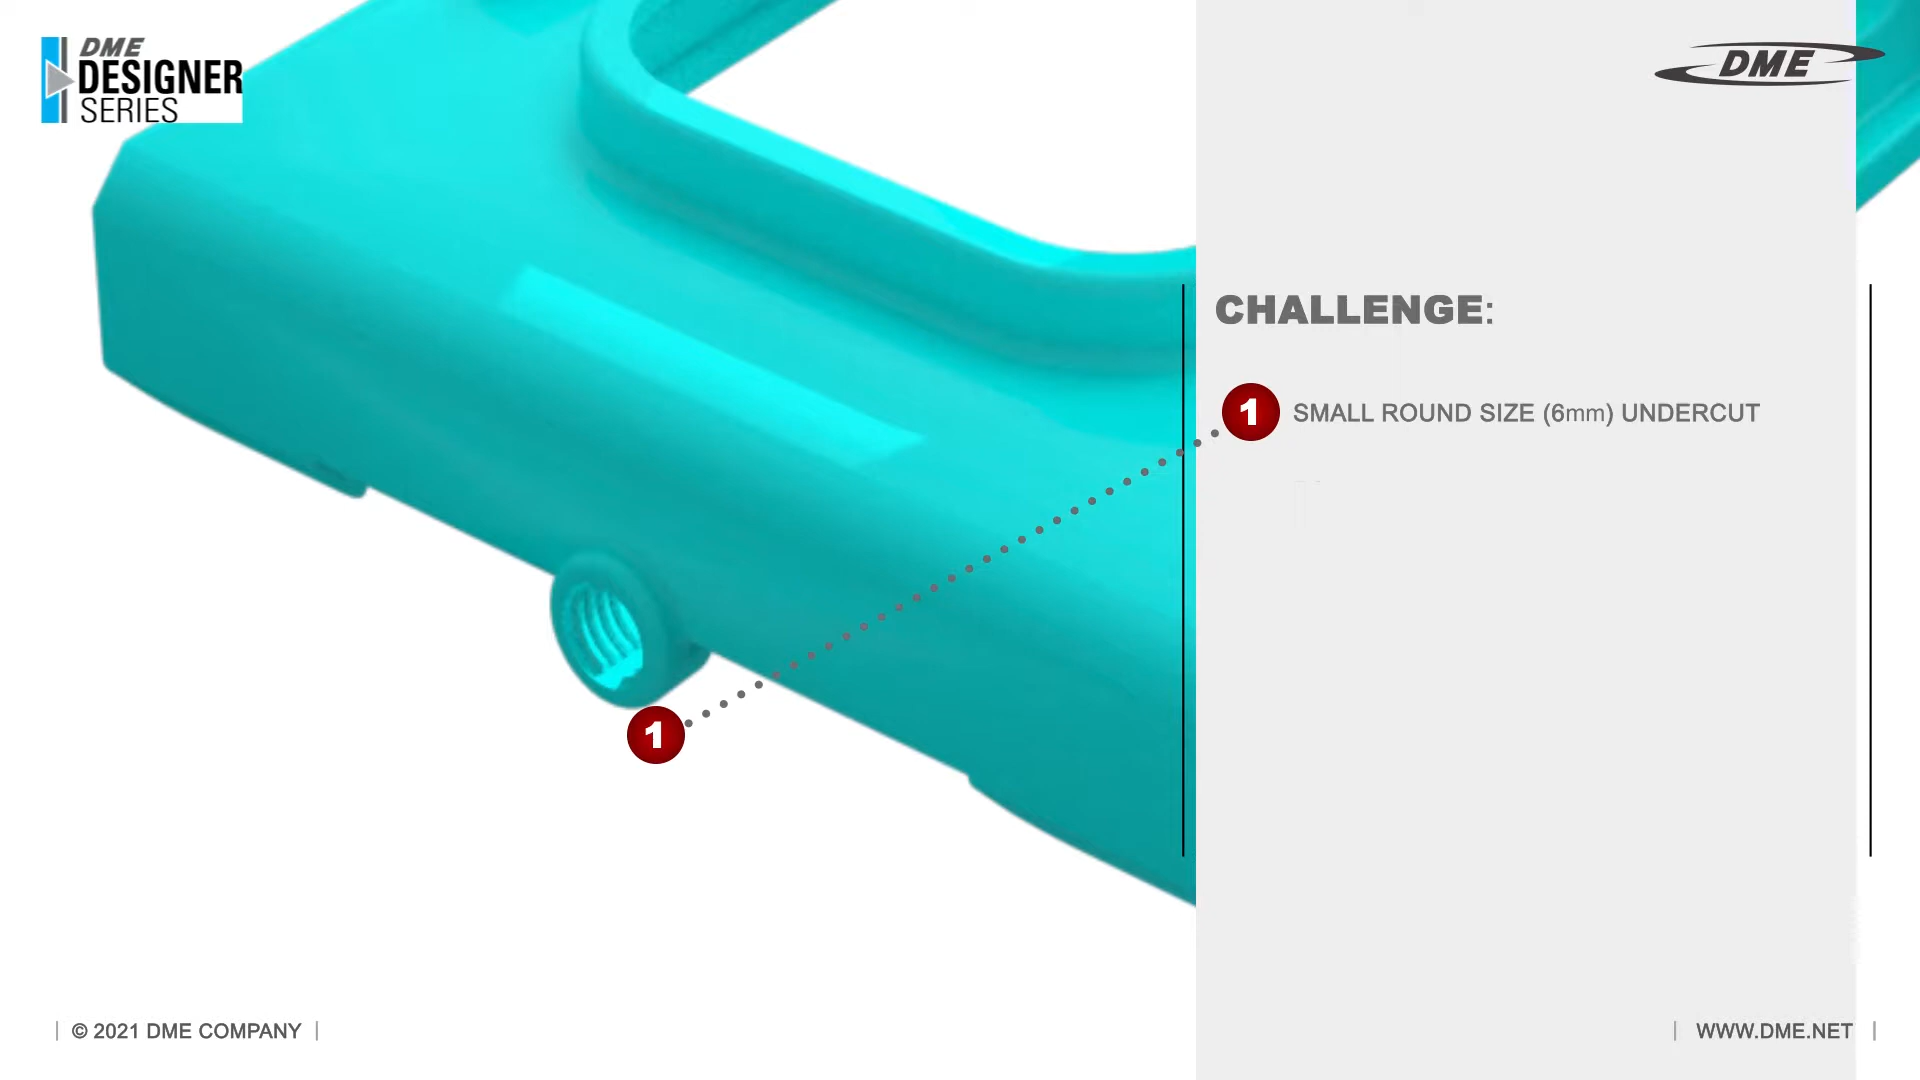 DME
DESIGNER
SERIES
DME
CHALLENGE:
1 SMALL ROUND SIZE (6mm) UNDERCUT
1
| © 2021 DME COMPANY |
| WWW.DME.NET |